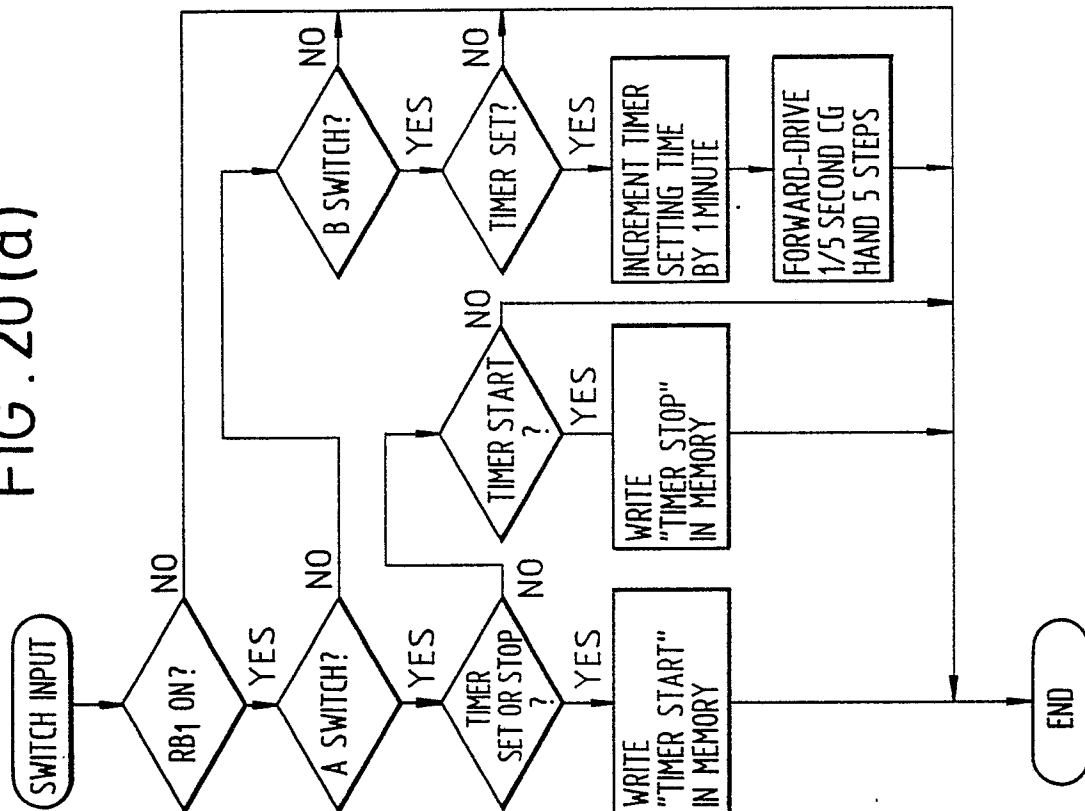 FIG. 20(a)
SWITCH INPUT
RB1 ON?
NO
YES
A SWITCH?
NO
YES
TIMER
SET OR STOP
?
NO
YES
WRITE
"TIMER START"
IN MEMORY
TIMER START
?
NO
YES
WRITE
"TIMER STOP"
IN MEMORY
B SWITCH?
NO
YES
TIMER SET?
NO
YES
INCREMENT TIMER
SETTING TIME
BY 1 MINUTE
FORWARD-DRIVE
1/5 SECOND CG
HAND 5 STEPS
END